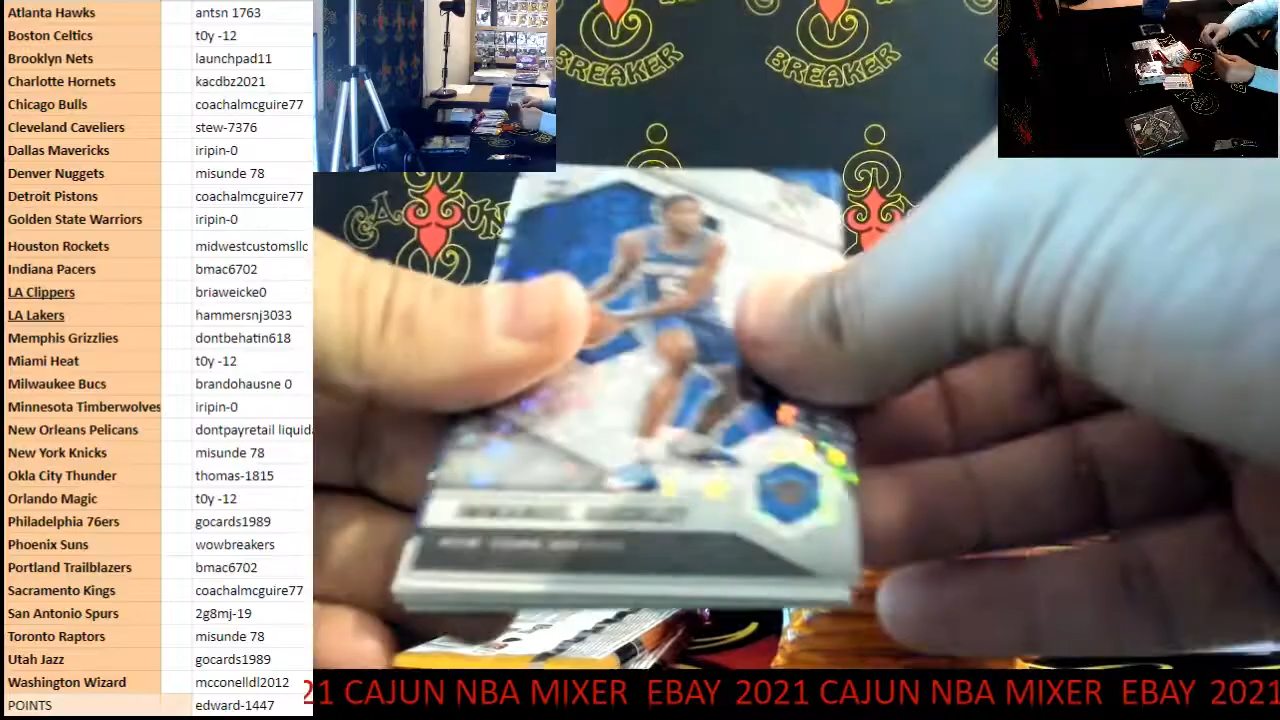 Atlanta Hawks antsn 1763
Boston Celtics t0y -12
Brooklyn Nets launchpad11
Charlotte Hornets kacdbz2021
Chicago Bulls coachalmcguire77
Cleveland Caveliers stew-7376
Dallas Mavericks iripin-0
Denver Nuggets misunde 78
Detroit Pistons coachalmcguire77
Golden State Warriors iripin-0
Houston Rockets midwestcustomsllc
Indiana Pacers bmac6702
LA Clippers briaweicke0
LA Lakers hammersnj3033
Memphis Grizzlies dontbehatin618
Miami Heat t0y -12
Milwaukee Bucs brandohausne 0
Minnesota Timberwolves iripin-0
New Orleans Pelicans dontpayretail liquid
New York Knicks misunde 78
Okla City Thunder thomas-1815
Orlando Magic t0y -12
Philadelphia 76ers gocards1989
Phoenix Suns wowbreakers
Portland Trailblazers bmac6702
Sacramento Kings coachalmcguire77
San Antonio Spurs 2g8mj-19
Toronto Raptors misunde 78
Utah Jazz gocards1989
Washington Wizard mcconelldl2012
POINTS edward-1447
BREAKER
BREAKER
21 CAJUN NBA MIXER EBAY 2021 CAJUN NBA MIXER EBAY 2021